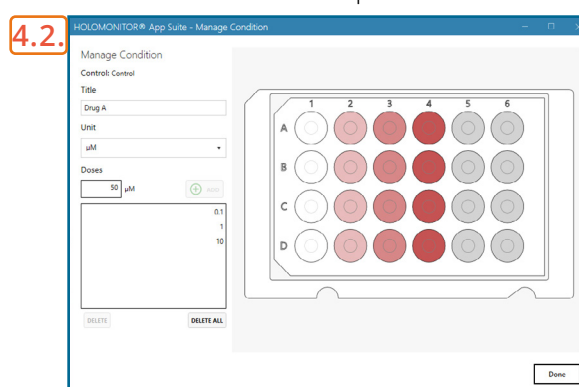 4.2.
HOLOMONITOR® App Suite - Manage Condition
Manage Condition
Control: Control
Title
Drug A
Unit
µM
Doses
50 µM
0.1
1
10
DELETE DELETE ALL
1 2 3 4 5 6
A
B
C
D
Done